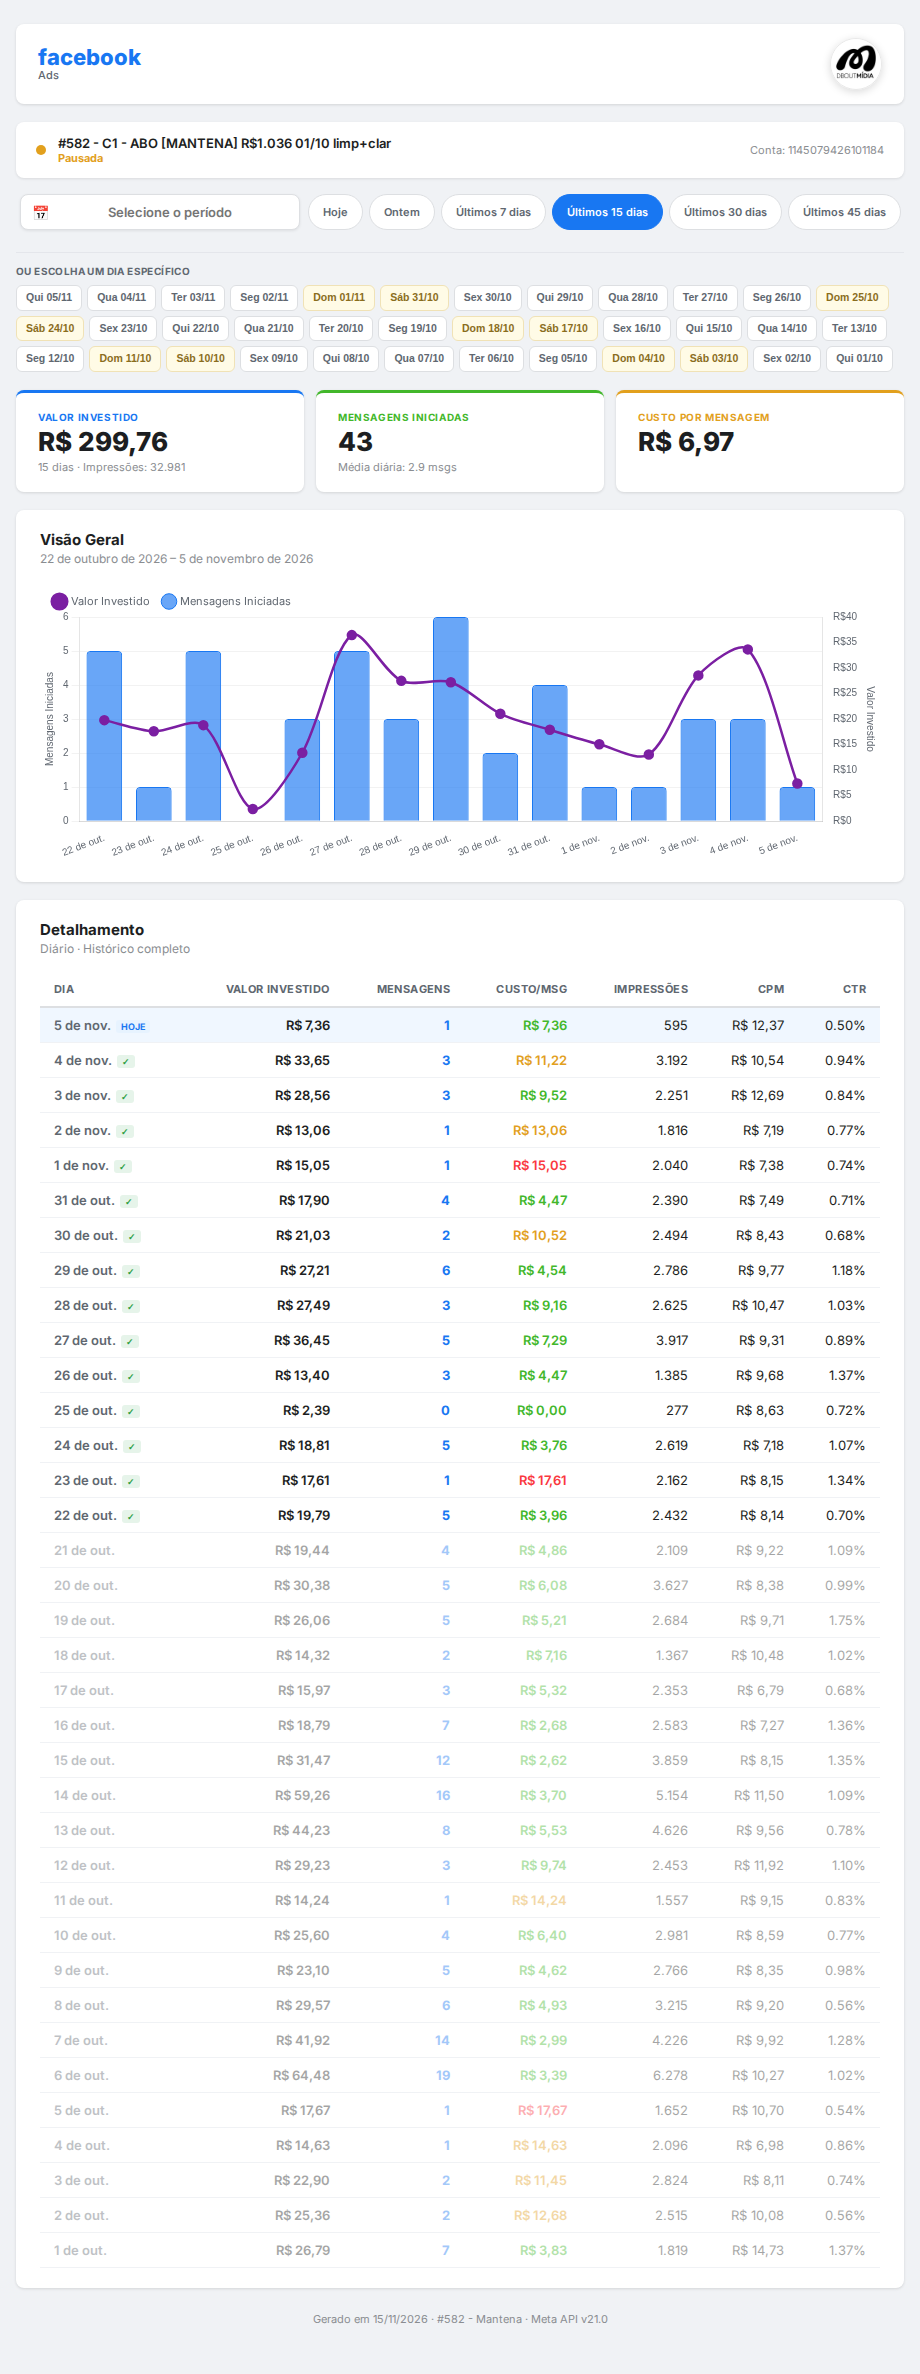 facebook
Ads
DBOUTMÍDIA
#582 - C1 - ABO [MANTENA] R$1.036 01/10 limp+clar
Pausada
Conta: 1145079426101184
Selecione o período
Hoje
Ontem
Últimos 7 dias
Últimos 15 dias
Últimos 30 dias
Últimos 45 dias
OU ESCOLHA UM DIA ESPECÍFICO
Qui 05/11 Qua 04/11 Ter 03/11 Seg 02/11 Dom 01/11 Sáb 31/10 Sex 30/10 Qui 29/10 Qua 28/10 Ter 27/10 Seg 26/10 Dom 25/10
Sáb 24/10 Sex 23/10 Qui 22/10 Qua 21/10 Ter 20/10 Seg 19/10 Dom 18/10 Sáb 17/10 Sex 16/10 Qui 15/10 Qua 14/10 Ter 13/10
Seg 12/10 Dom 11/10 Sáb 10/10 Sex 09/10 Qui 08/10 Qua 07/10 Ter 06/10 Seg 05/10 Dom 04/10 Sáb 03/10 Sex 02/10 Qui 01/10
VALOR INVESTIDO
R$ 299,76
15 dias · Impressões: 32.981
MENSAGENS INICIADAS
43
Média diária: 2.9 msgs
CUSTO POR MENSAGEM
R$ 6,97
Visão Geral
22 de outubro de 2026 – 5 de novembro de 2026
Valor Investido Mensagens Iniciadas
Mensagens Iniciadas
6
5
4
3
2
1
0
R$40
R$35
R$30
R$25
R$20
R$15
R$10
R$5
R$0
Valor Investido
22 de out. 23 de out. 24 de out. 25 de out. 26 de out. 27 de out. 28 de out. 29 de out. 30 de out. 31 de out. 1 de nov. 2 de nov. 3 de nov. 4 de nov. 5 de nov.
Detalhamento
Diário · Histórico completo
DIA VALOR INVESTIDO MENSAGENS CUSTO/MSG IMPRESSÕES CPM CTR
5 de nov. HOJE R$ 7,36 1 R$ 7,36 595 R$ 12,37 0.50%
4 de nov. ✓ R$ 33,65 3 R$ 11,22 3.192 R$ 10,54 0.94%
3 de nov. ✓ R$ 28,56 3 R$ 9,52 2.251 R$ 12,69 0.84%
2 de nov. ✓ R$ 13,06 1 R$ 13,06 1.816 R$ 7,19 0.77%
1 de nov. ✓ R$ 15,05 1 R$ 15,05 2.040 R$ 7,38 0.74%
31 de out. ✓ R$ 17,90 4 R$ 4,47 2.390 R$ 7,49 0.71%
30 de out. ✓ R$ 21,03 2 R$ 10,52 2.494 R$ 8,43 0.68%
29 de out. ✓ R$ 27,21 6 R$ 4,54 2.786 R$ 9,77 1.18%
28 de out. ✓ R$ 27,49 3 R$ 9,16 2.625 R$ 10,47 1.03%
27 de out. ✓ R$ 36,45 5 R$ 7,29 3.917 R$ 9,31 0.89%
26 de out. ✓ R$ 13,40 3 R$ 4,47 1.385 R$ 9,68 1.37%
25 de out. ✓ R$ 2,39 0 R$ 0,00 277 R$ 8,63 0.72%
24 de out. ✓ R$ 18,81 5 R$ 3,76 2.619 R$ 7,18 1.07%
23 de out. ✓ R$ 17,61 1 R$ 17,61 2.162 R$ 8,15 1.34%
22 de out. ✓ R$ 19,79 5 R$ 3,96 2.432 R$ 8,14 0.70%
21 de out. R$ 19,44 4 R$ 4,86 2.109 R$ 9,22 1.09%
20 de out. R$ 30,38 5 R$ 6,08 3.627 R$ 8,38 0.99%
19 de out. R$ 26,06 5 R$ 5,21 2.684 R$ 9,71 1.75%
18 de out. R$ 14,32 2 R$ 7,16 1.367 R$ 10,48 1.02%
17 de out. R$ 15,97 3 R$ 5,32 2.353 R$ 6,79 0.68%
16 de out. R$ 18,79 7 R$ 2,68 2.583 R$ 7,27 1.36%
15 de out. R$ 31,47 12 R$ 2,62 3.859 R$ 8,15 1.35%
14 de out. R$ 59,26 16 R$ 3,70 5.154 R$ 11,50 1.09%
13 de out. R$ 44,23 8 R$ 5,53 4.626 R$ 9,56 0.78%
12 de out. R$ 29,23 3 R$ 9,74 2.453 R$ 11,92 1.10%
11 de out. R$ 14,24 1 R$ 14,24 1.557 R$ 9,15 0.83%
10 de out. R$ 25,60 4 R$ 6,40 2.981 R$ 8,59 0.77%
9 de out. R$ 23,10 5 R$ 4,62 2.766 R$ 8,35 0.98%
8 de out. R$ 29,57 6 R$ 4,93 3.215 R$ 9,20 0.56%
7 de out. R$ 41,92 14 R$ 2,99 4.226 R$ 9,92 1.28%
6 de out. R$ 64,48 19 R$ 3,39 6.278 R$ 10,27 1.02%
5 de out. R$ 17,67 1 R$ 17,67 1.652 R$ 10,70 0.54%
4 de out. R$ 14,63 1 R$ 14,63 2.096 R$ 6,98 0.86%
3 de out. R$ 22,90 2 R$ 11,45 2.824 R$ 8,11 0.74%
2 de out. R$ 25,36 2 R$ 12,68 2.515 R$ 10,08 0.56%
1 de out. R$ 26,79 7 R$ 3,83 1.819 R$ 14,73 1.37%
Gerado em 15/11/2026 · #582 - Mantena · Meta API v21.0